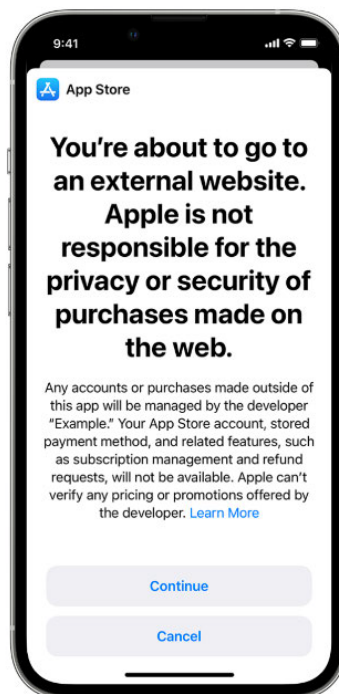 9:41
App Store
You’re about to go to
an external website.
Apple is not
responsible for the
privacy or security of
purchases made on
the web.
Any accounts or purchases made outside of
this app will be managed by the developer
“Example.” Your App Store account, stored
payment method, and related features, such
as subscription management and refund
requests, will not be available. Apple can’t
verify any pricing or promotions offered by
the developer. Learn More
Continue
Cancel